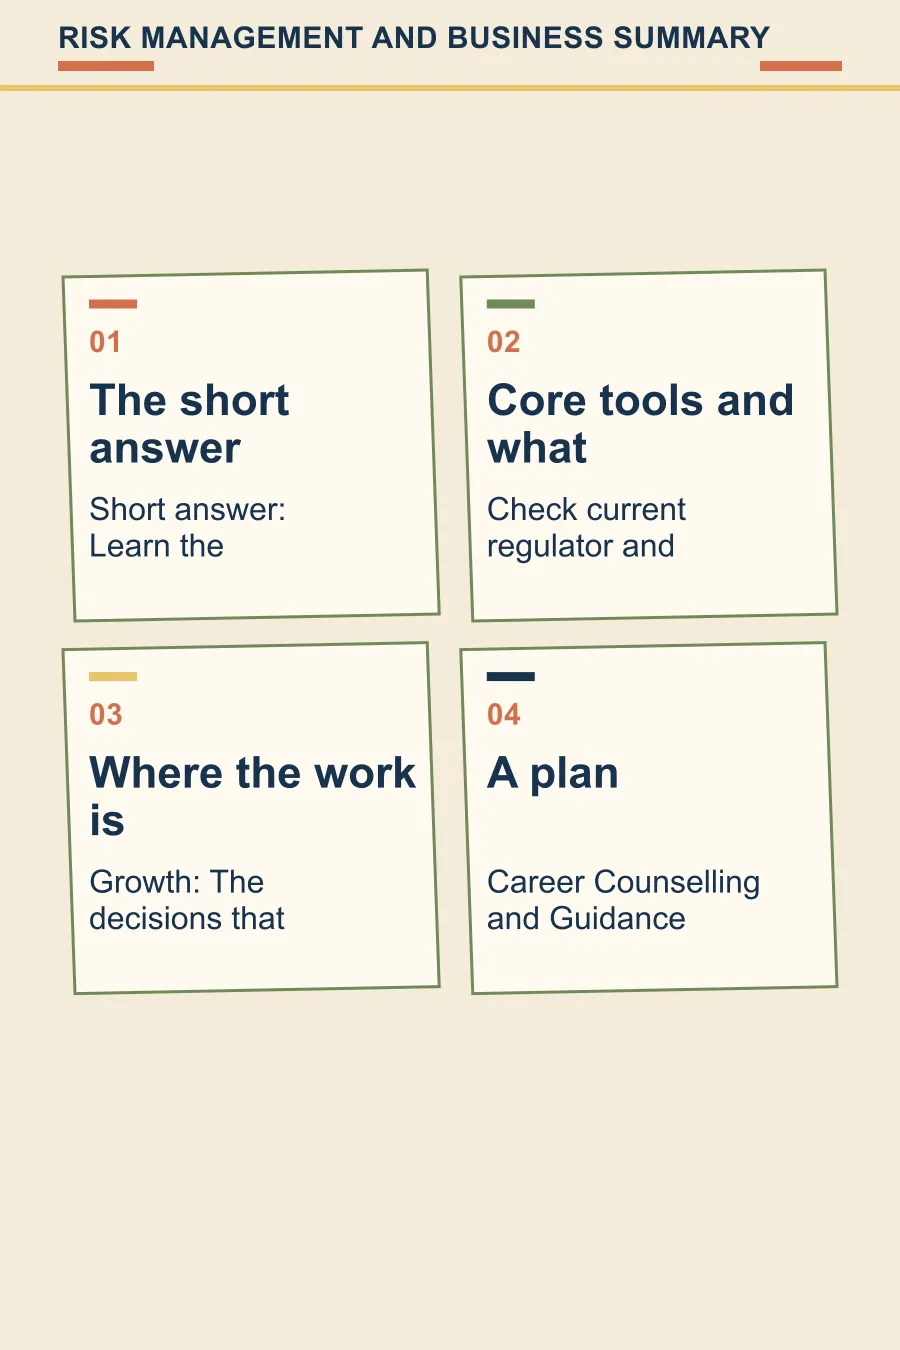 RISK MANAGEMENT AND BUSINESS SUMMARY
01
The short
answer
Short answer:
Learn the
02
Core tools and
what
Check current
regulator and
03
Where the work
is
Growth: The
decisions that
04
A plan
Career Counselling
and Guidance